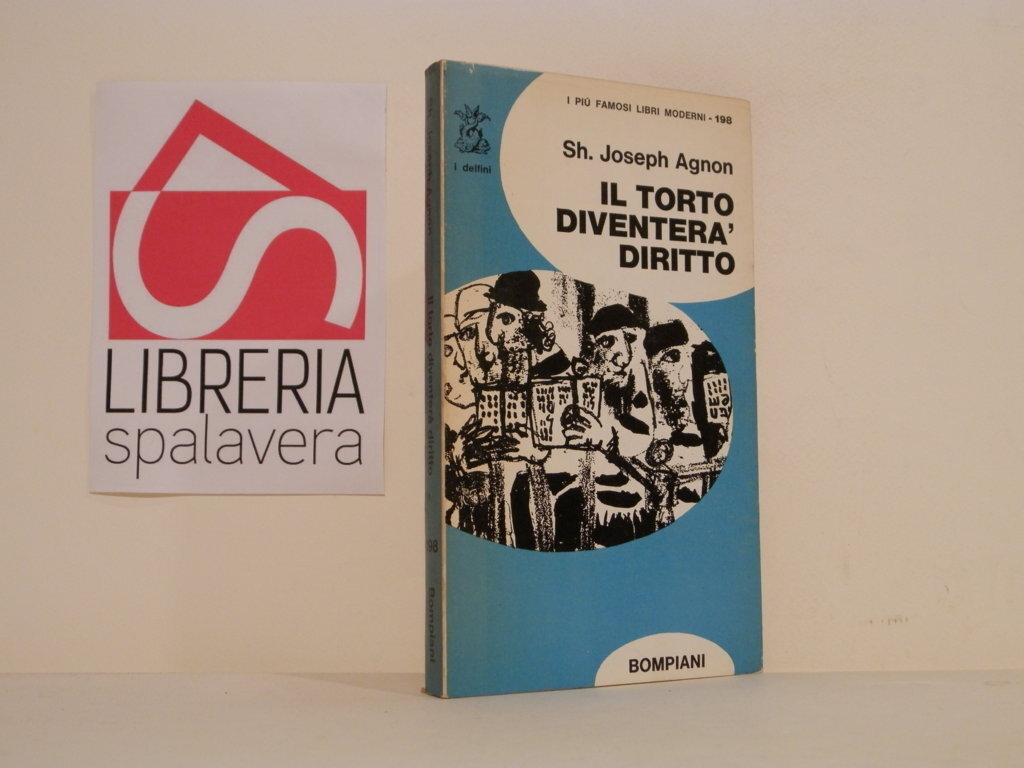 LIBRERIA
spalavera
I PIÚ FAMOSI LIBRI MODERNI - 198
i delfini
Sh. Joseph Agnon
IL TORTO
DIVENTERA'
DIRITTO
BOMPIANI
Il torto diventerà diritto
198
Bompiani